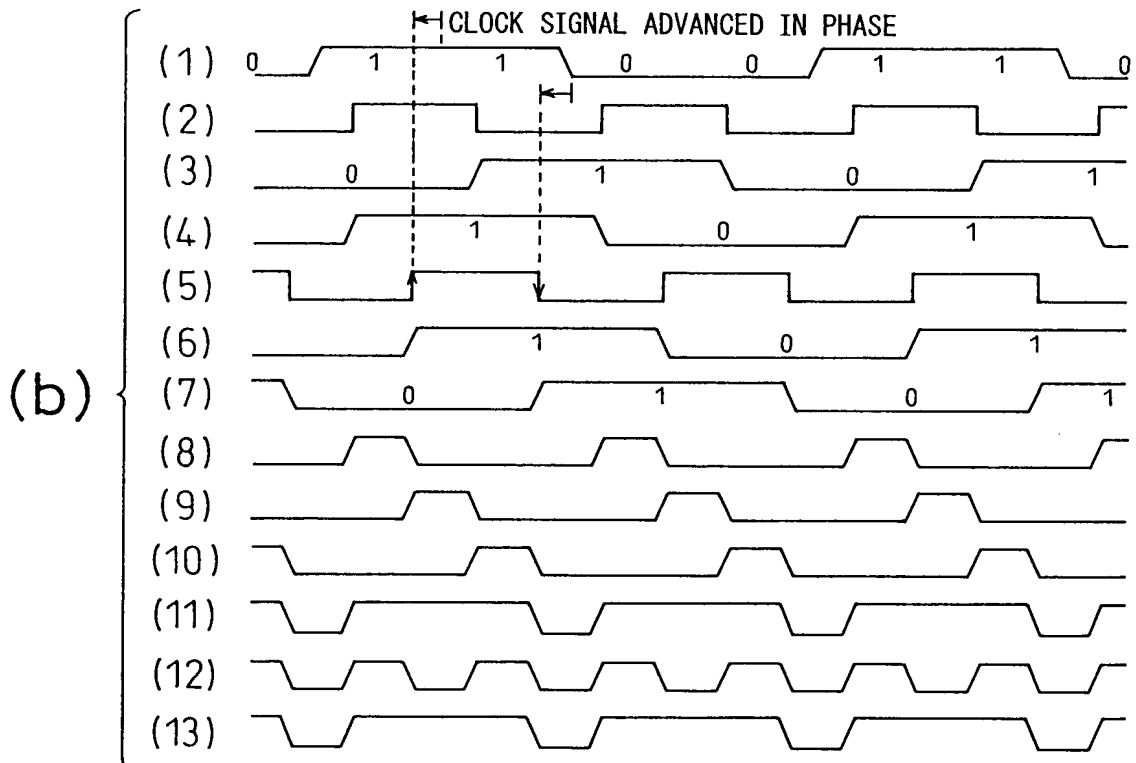 CLOCK SIGNAL ADVANCED IN PHASE
(1) 0 1 1 0 0 1 1 0
(2)
(3) 0 1 0 1
(4) 1 0 1
(5)
(6) 1 0 1
(b) (7) 0 1 0 1
(8)
(9)
(10)
(11)
(12)
(13)